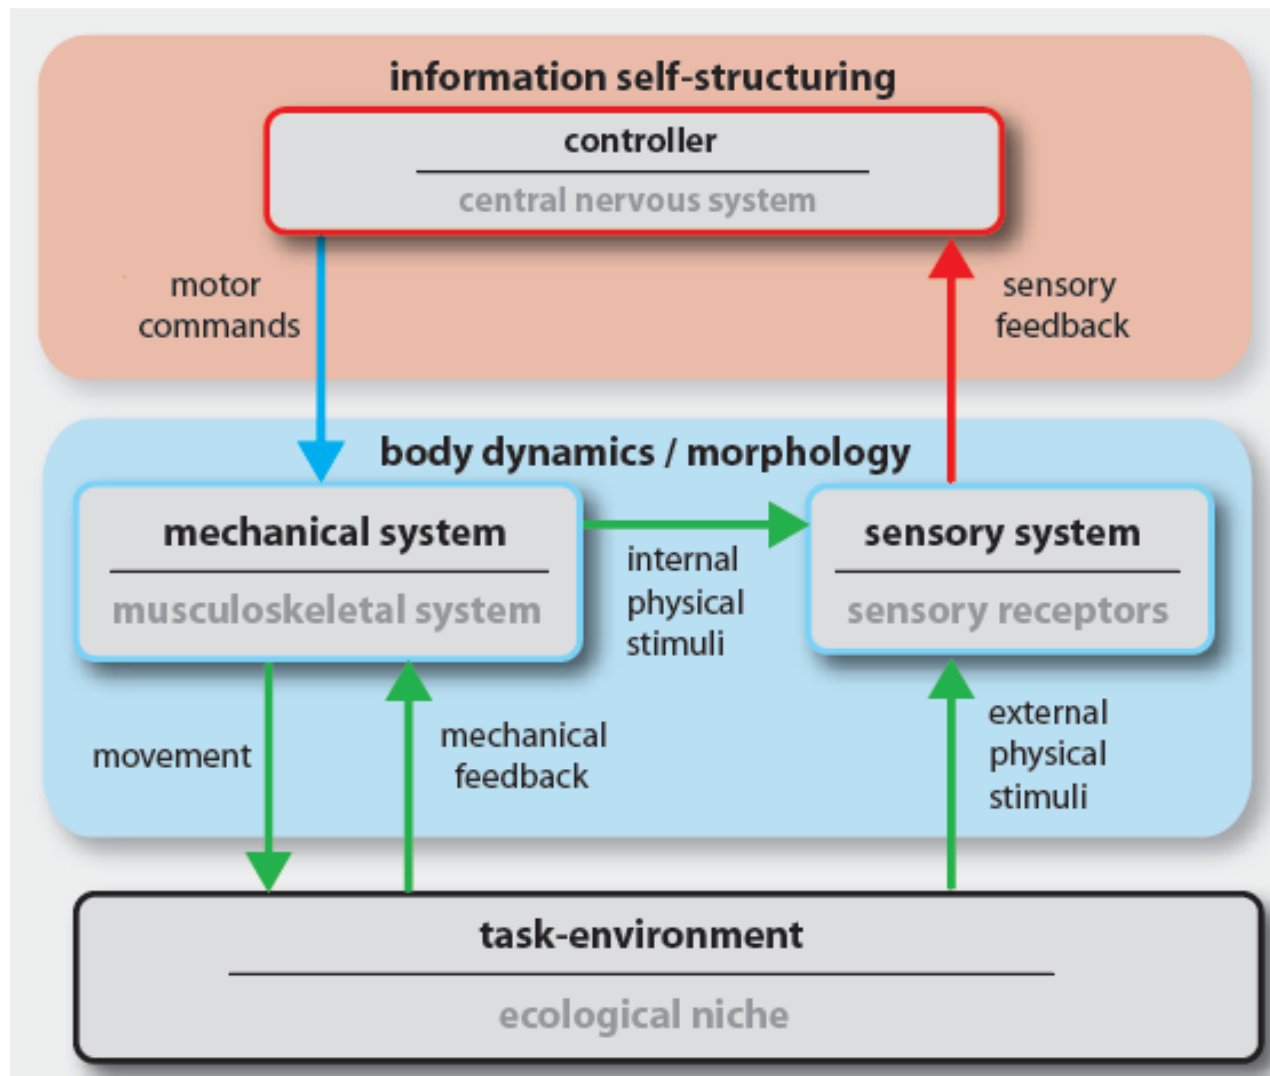 information self-structuring
controller
central nervous system
motor
commands
sensory
feedback
body dynamics / morphology
mechanical system
musculoskeletal system
internal
physical
stimuli
sensory system
sensory receptors
movement
mechanical
feedback
external
physical
stimuli
task-environment
ecological niche